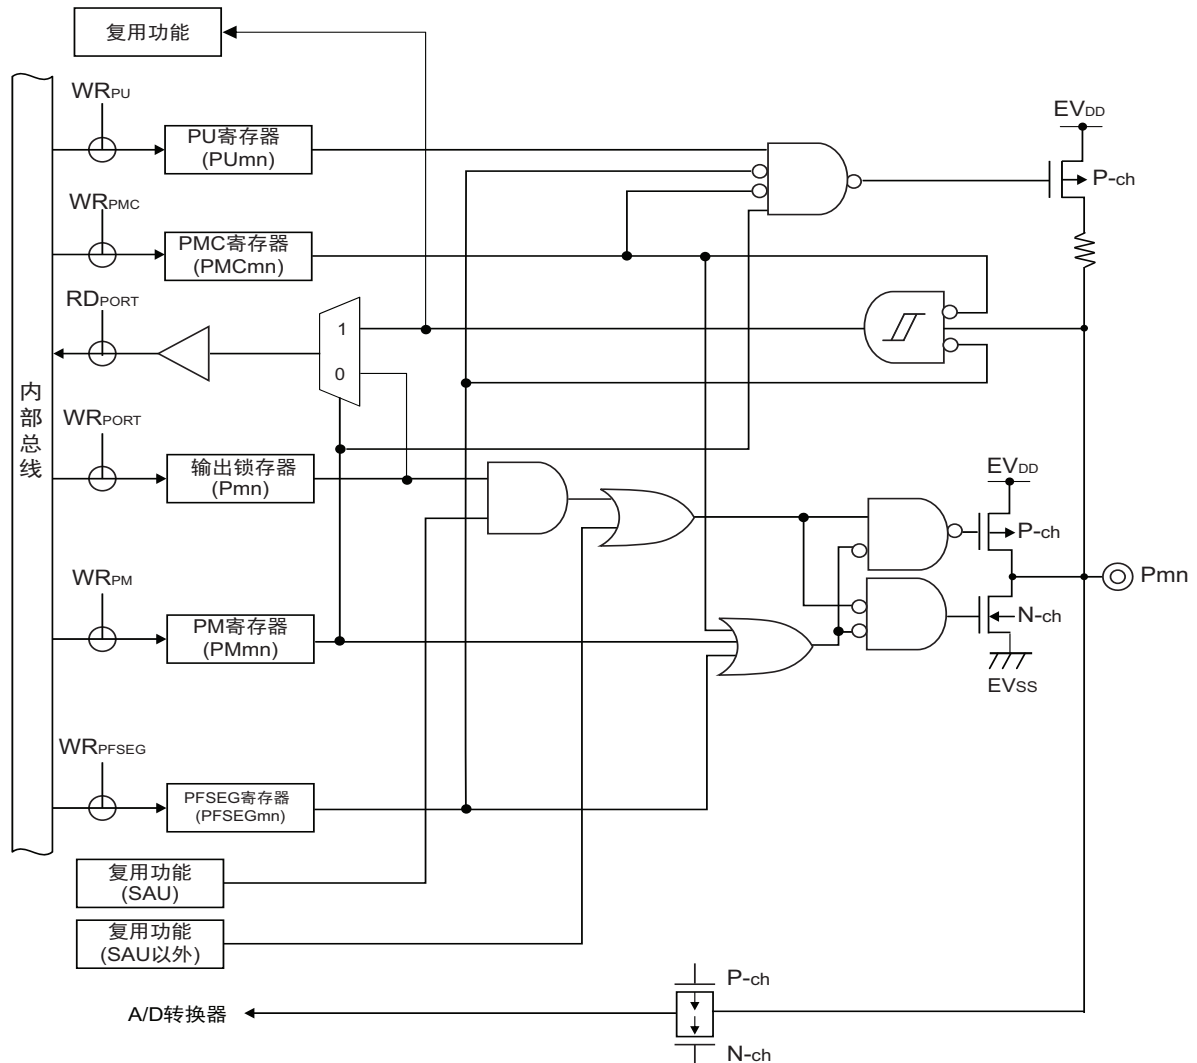 复用功能
WRPU
PU寄存器
(PUmn)
EVDD
P-ch
WRPMC
PMC寄存器
(PMCmn)
RDPORT
1
0
内部总线
WRPORT
输出锁存器
(Pmn)
EVDD
P-ch
Pmn
WRPM
PM寄存器
(PMmn)
N-ch
EVSS
WRPFSEG
PFSEG寄存器
(PFSEGmn)
复用功能
(SAU)
复用功能
(SAU以外)
P-ch
A/D转换器
N-ch